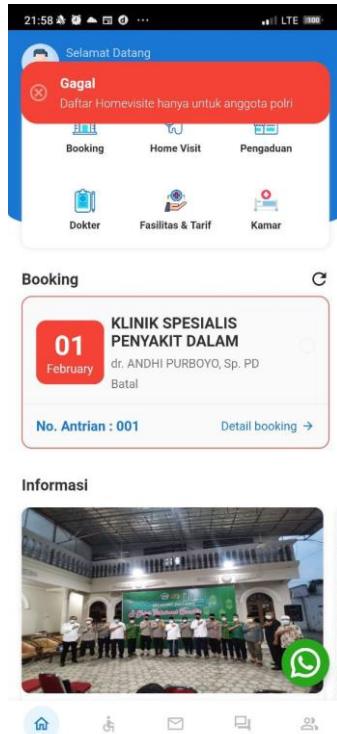 21:58
LTE
100
Selamat Datang
Gagal
Daftar Homevisite hanya untuk anggota polri
Booking
Home Visit
Pengaduan
Dokter
Fasilitas & Tarif
Kamar
Booking
01
February
KLINIK SPESIALIS
PENYAKIT DALAM
dr. ANDHI PURBOYO, Sp. PD
Batal
No. Antrian : 001
Detail booking →
Informasi